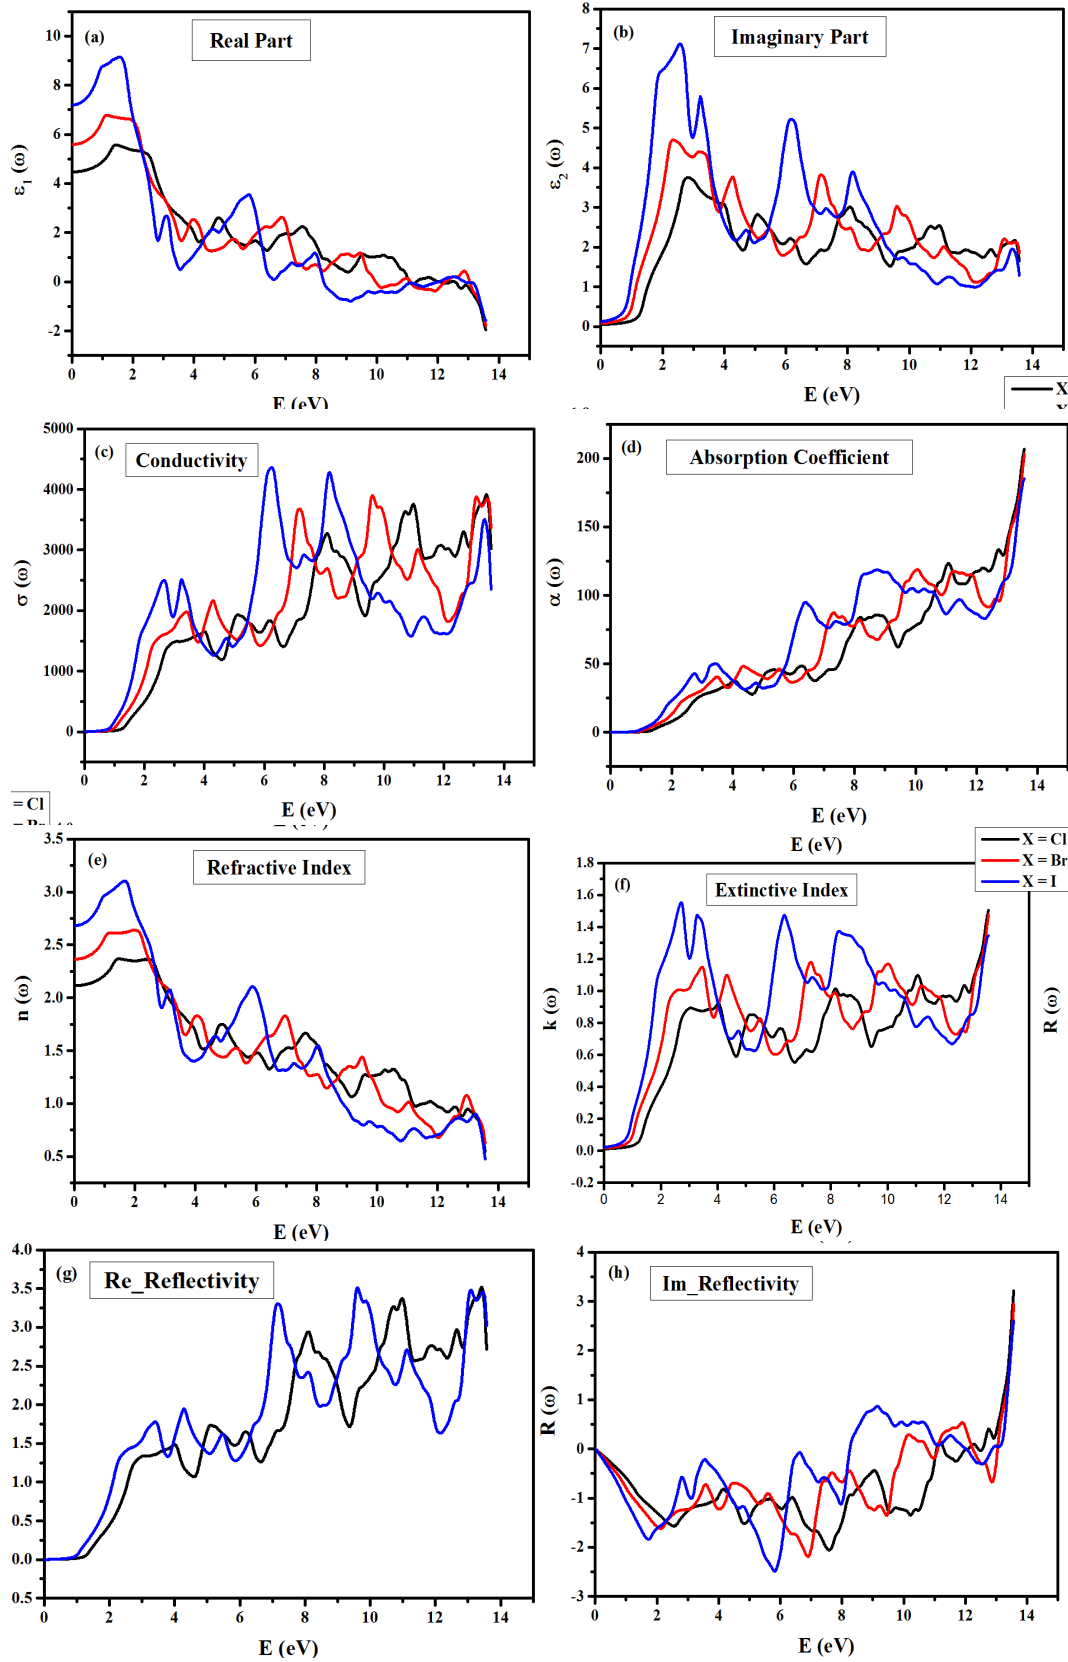 (a)
Real Part
ε₁ (ω)
10
8
6
4
2
0
-2
0 2 4 6 8 10 12 14
E (eV)
(b)
Imaginary Part
ε₂ (ω)
8
7
6
5
4
3
2
1
0
0 2 4 6 8 10 12 14
E (eV)
X
(c)
Conductivity
σ (ω)
5000
4000
3000
2000
1000
0
0 2 4 6 8 10 12 14
E (eV)
= Cl
= Br
(d)
Absorption Coefficient
α (ω)
200
150
100
50
0
0 2 4 6 8 10 12 14
E (eV)
(e)
Refractive Index
n (ω)
3.5
3.0
2.5
2.0
1.5
1.0
0.5
0 2 4 6 8 10 12 14
E (eV)
(f)
Extinctive Index
X = Cl
X = Br
X = I
k (ω)
R (ω)
1.8
1.6
1.4
1.2
1.0
0.8
0.6
0.4
0.2
0.0
-0.2
0 2 4 6 8 10 12 14
E (eV)
(g)
Re_Reflectivity
4.0
3.5
3.0
2.5
2.0
1.5
1.0
0.5
0.0
0.5
0 2 4 6 8 10 12 14
E (eV)
(h)
Im_Reflectivity
R (ω)
4
3
2
1
0
-1
-2
-3
0 2 4 6 8 10 12 14
E (eV)